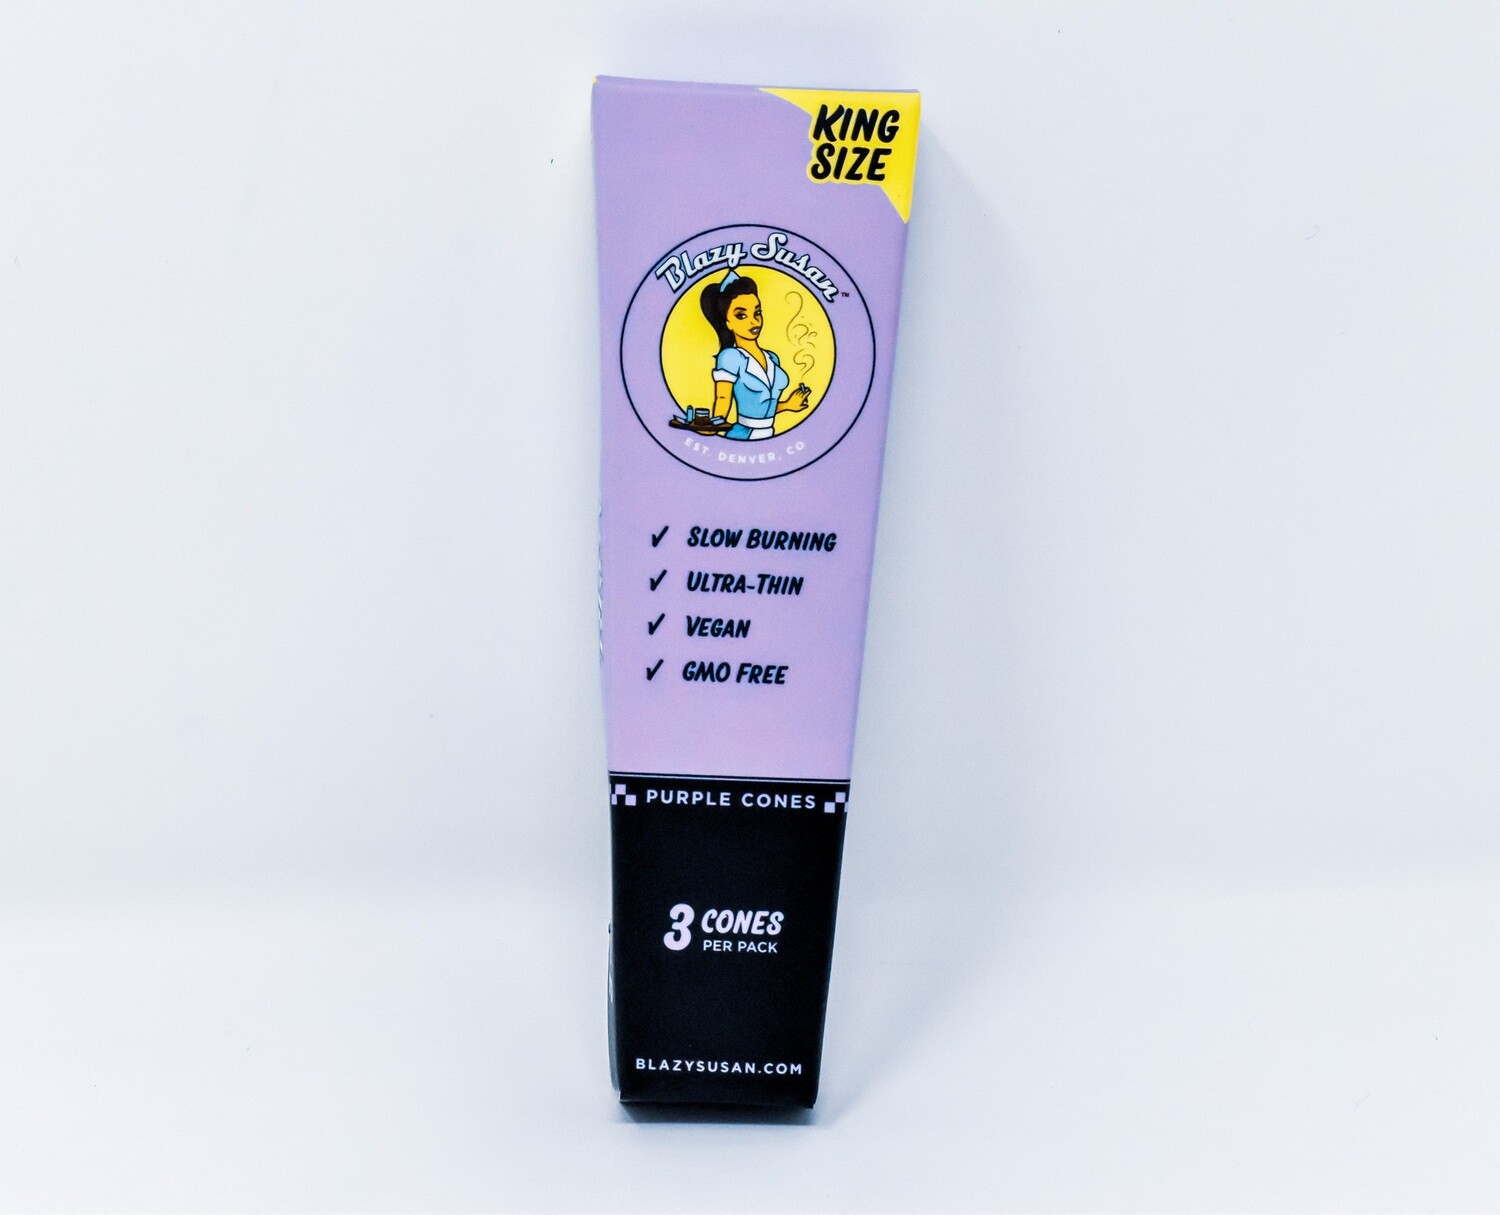 KING
SIZE
Blazy Susan™
EST. DENVER, CO
✓ SLOW BURNING
✓ ULTRA-THIN
✓ VEGAN
✓ GMO FREE
PURPLE CONES
3 CONES
PER PACK
BLAZYSUSAN.COM